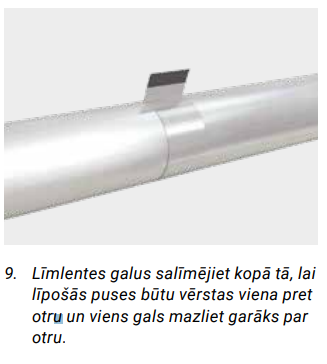 9. Līmlentes galus salīmējiet kopā tā, lai
līpošās puses būtu vērstas viena pret
otru un viens gals mazliet garāks par
otru.